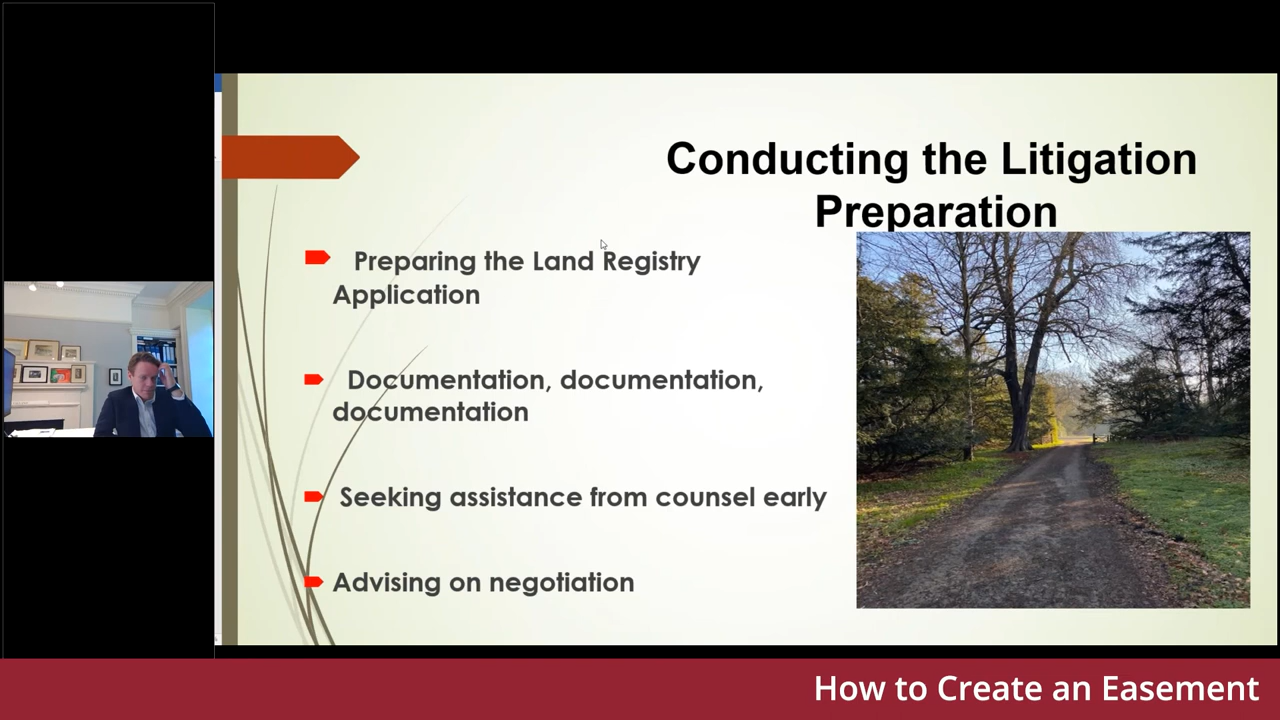 Conducting the Litigation
Preparation
Preparing the Land Registry
Application
Documentation, documentation,
documentation
Seeking assistance from counsel early
Advising on negotiation
How to Create an Easement